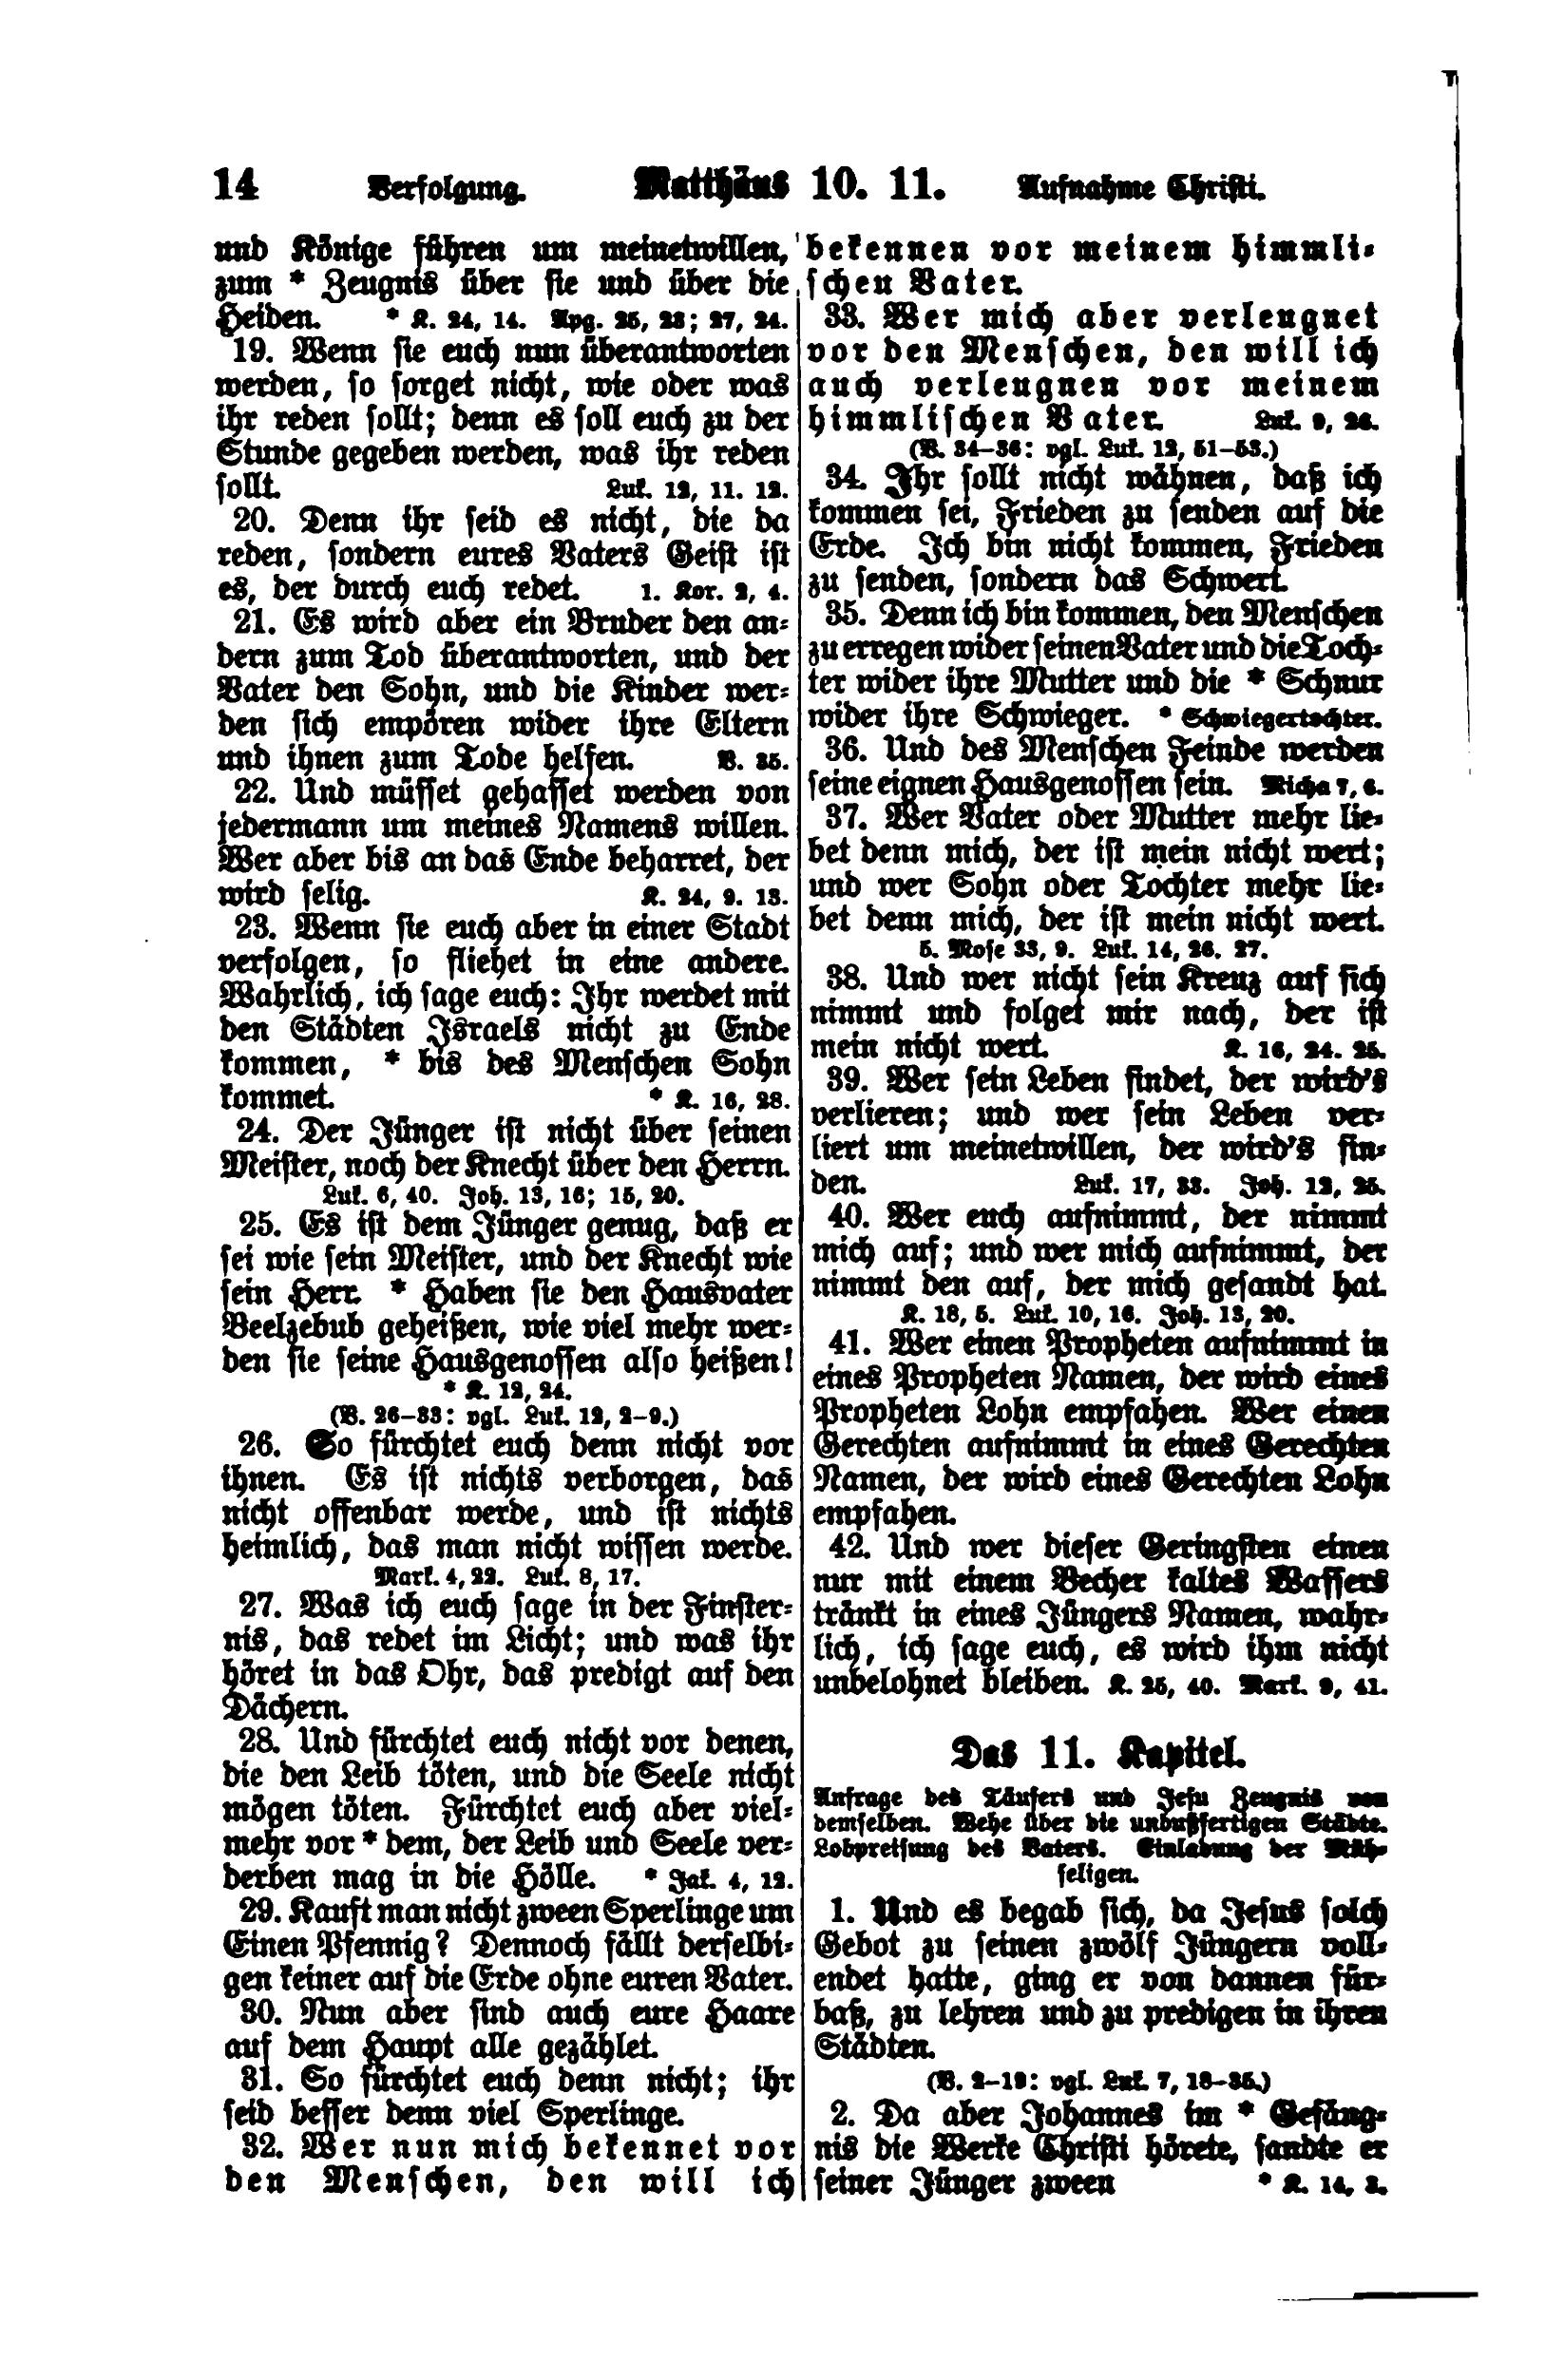 14 Verfolgung. Matthäus 10. 11. Aufnahme Christi.
und Könige führen um meinetwillen,
zum * Zeugnis über sie und über die
Heiden. * K. 24, 14. Apg. 25, 23; 27, 24.
19. Wenn sie euch nun überantworten
werden, so sorget nicht, wie oder was
ihr reden sollt; denn es soll euch zu der
Stunde gegeben werden, was ihr reden
sollt. Luk. 12, 11. 12.
20. Denn ihr seid es nicht, die da
reden, sondern eures Vaters Geist ist
es, der durch euch redet. 1. Kor. 2, 4.
21. Es wird aber ein Bruder den an-
dern zum Tod überantworten, und der
Vater den Sohn, und die Kinder wer-
den sich empören wider ihre Eltern
und ihnen zum Tode helfen. V. 35.
22. Und müsset gehasset werden von
jedermann um meines Namens willen.
Wer aber bis an das Ende beharret, der
wird selig. K. 24, 9. 13.
23. Wenn sie euch aber in einer Stadt
verfolgen, so fliehet in eine andere.
Wahrlich, ich sage euch: Ihr werdet mit
den Städten Israels nicht zu Ende
kommen, * bis des Menschen Sohn
kommet. * K. 16, 28.
24. Der Jünger ist nicht über seinen
Meister, noch der Knecht über den Herrn.
Luk. 6, 40. Joh. 13, 16; 15, 20.
25. Es ist dem Jünger genug, daß er
sei wie sein Meister, und der Knecht wie
sein Herr. * Haben sie den Hausvater
Beelzebub geheißen, wie viel mehr wer-
den sie seine Hausgenossen also heißen!
* K. 12, 24.
(V. 26–33: vgl. Luk. 12, 2–9.)
26. So fürchtet euch denn nicht vor
ihnen. Es ist nichts verborgen, das
nicht offenbar werde, und ist nichts
heimlich, das man nicht wissen werde.
Mark. 4, 22. Luk. 8, 17.
27. Was ich euch sage in der Finster-
nis, das redet im Licht; und was ihr
höret in das Ohr, das predigt auf den
Dächern.
28. Und fürchtet euch nicht vor denen,
die den Leib töten, und die Seele nicht
mögen töten. Fürchtet euch aber viel-
mehr vor * dem, der Leib und Seele ver-
derben mag in die Hölle. * Jak. 4, 12.
29. Kauft man nicht zween Sperlinge um
Einen Pfennig? Dennoch fällt derselbi-
gen keiner auf die Erde ohne euren Vater.
30. Nun aber sind auch eure Haare
auf dem Haupt alle gezählet.
31. So fürchtet euch denn nicht; ihr
seid besser denn viel Sperlinge.
32. Wer nun mich bekennet vor
den Menschen, den will ich
bekennen vor meinem himmli-
schen Vater.
33. Wer mich aber verleugnet
vor den Menschen, den will ich
auch verleugnen vor meinem
himmlischen Vater. Luk. 9, 26.
(V. 34–36: vgl. Luk. 12, 51–53.)
34. Ihr sollt nicht wähnen, daß ich
kommen sei, Frieden zu senden auf die
Erde. Ich bin nicht kommen, Frieden
zu senden, sondern das Schwert.
35. Denn ich bin kommen, den Menschen
zu erregen wider seinen Vater und die Toch-
ter wider ihre Mutter und die * Schnur
wider ihre Schwieger. * Schwiegertochter.
36. Und des Menschen Feinde werden
seine eignen Hausgenossen sein. Micha 7, 6.
37. Wer Vater oder Mutter mehr lie-
bet denn mich, der ist mein nicht wert;
und wer Sohn oder Tochter mehr lie-
bet denn mich, der ist mein nicht wert.
5. Mose 33, 9. Luk. 14, 26. 27.
38. Und wer nicht sein Kreuz auf sich
nimmt und folget mir nach, der ist
mein nicht wert. K. 16, 24. 25.
39. Wer sein Leben findet, der wird's
verlieren; und wer sein Leben ver-
liert um meinetwillen, der wird's fin-
den. Luk. 17, 33. Joh. 12, 25.
40. Wer euch aufnimmt, der nimmt
mich auf; und wer mich aufnimmt, der
nimmt den auf, der mich gesandt hat.
K. 18, 5. Luk. 10, 16. Joh. 13, 20.
41. Wer einen Propheten aufnimmt in
eines Propheten Namen, der wird eines
Propheten Lohn empfahen. Wer einen
Gerechten aufnimmt in eines Gerechten
Namen, der wird eines Gerechten Lohn
empfahen.
42. Und wer dieser Geringsten einen
nur mit einem Becher kaltes Wassers
tränkt in eines Jüngers Namen, wahr-
lich, ich sage euch, es wird ihm nicht
unbelohnet bleiben. K. 25, 40. Mark. 9, 41.
Das 11. Kapitel.
Anfrage des Täufers und Jesu Zeugnis von
demselben. Wehe über die unbußfertigen Städte.
Lobpreisung des Vaters. Einladung der Müh-
seligen.
1. Und es begab sich, da Jesus solch
Gebot zu seinen zwölf Jüngern voll-
endet hatte, ging er von dannen für-
baß, zu lehren und zu predigen in ihren
Städten.
(V. 2–19: vgl. Luk. 7, 18–35.)
2. Da aber Johannes im * Gefäng-
nis die Werke Christi hörete, sandte er
seiner Jünger zween * K. 14, 3.